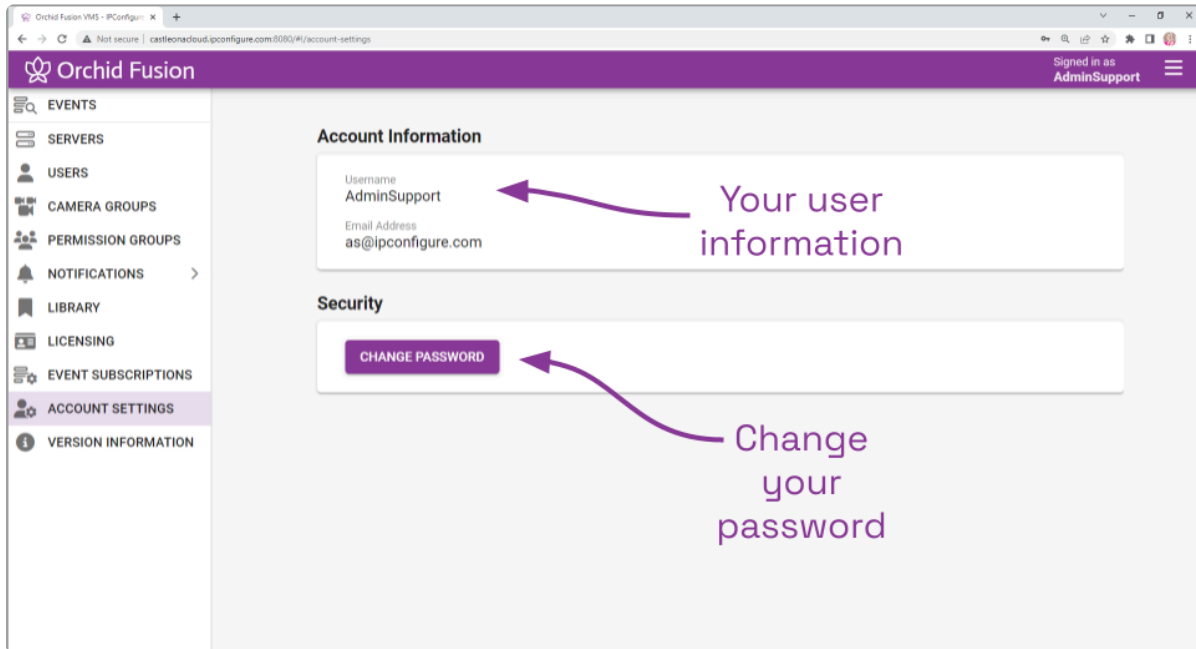 Orchid Fusion VMS - IPConfigur
Not secure | castleonacloud.ipconfigure.com:8080/#!/account-settings
Orchid Fusion
Signed in as
AdminSupport
EVENTS
SERVERS
USERS
CAMERA GROUPS
PERMISSION GROUPS
NOTIFICATIONS
LIBRARY
LICENSING
EVENT SUBSCRIPTIONS
ACCOUNT SETTINGS
VERSION INFORMATION
Account Information
Username
AdminSupport
Email Address
as@ipconfigure.com
Your user
information
Security
CHANGE PASSWORD
Change
your
password